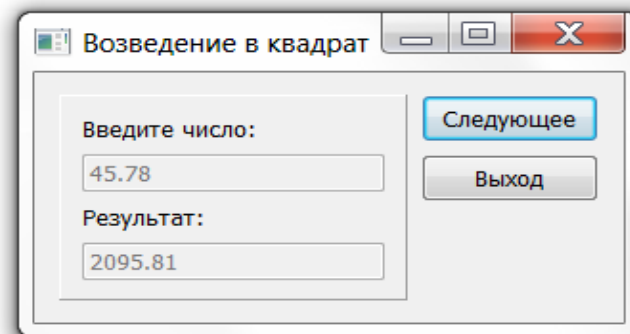 Возведение в квадрат
Введите число:
45.78
Результат:
2095.81
Следующее
Выход